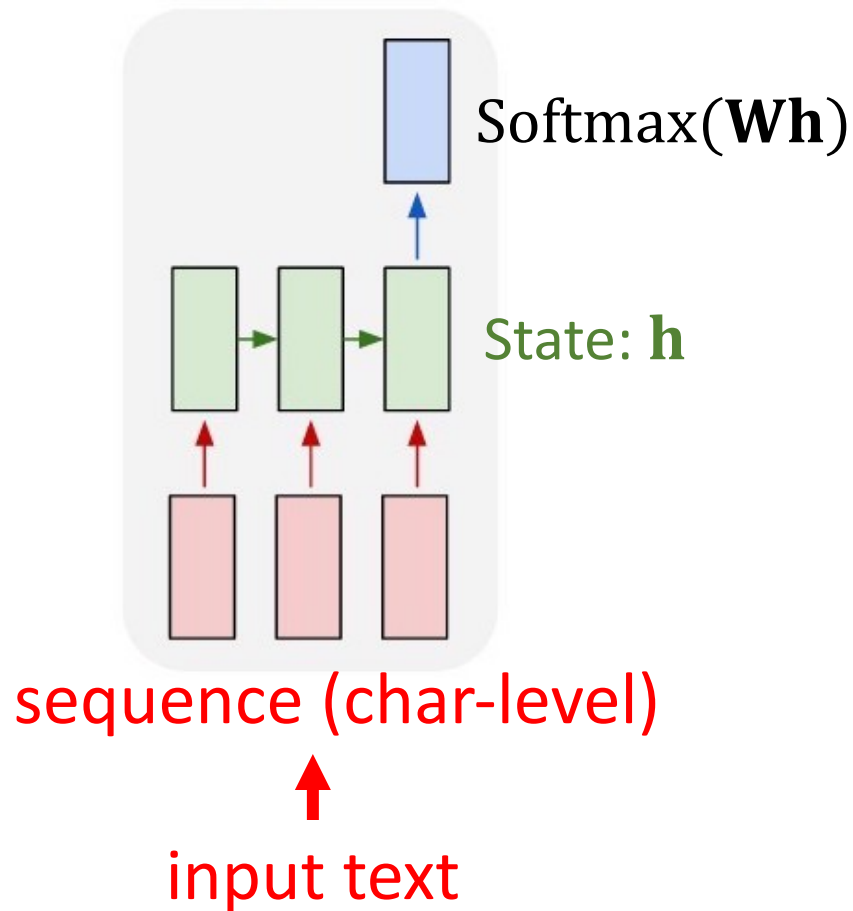 Softmax(Wh)
State: h
sequence (char-level)
input text